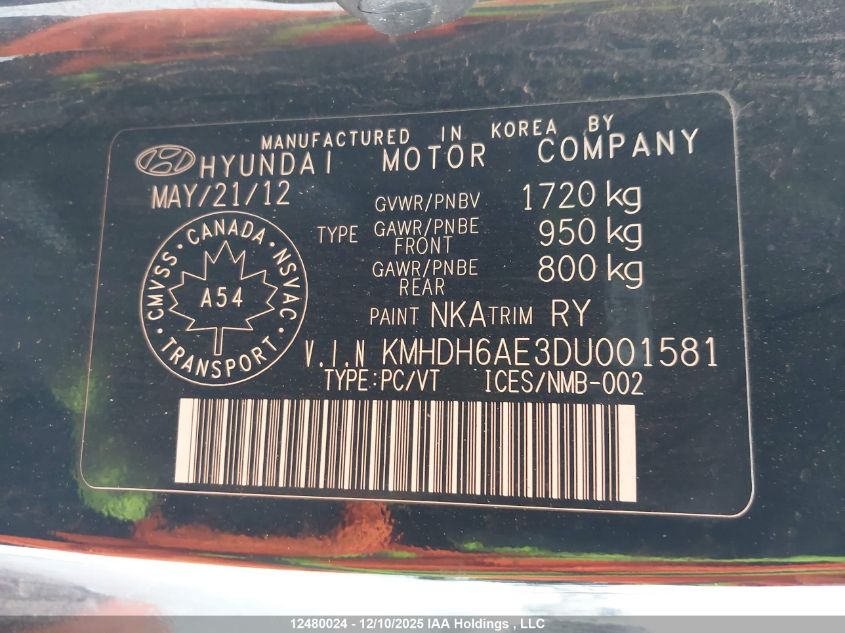 MANUFACTURED IN KOREA BY
HYUNDAI MOTOR COMPANY
MAY/21/12 GVWR/PNBV 1720 kg
TYPE GAWR/PNBE FRONT 950 kg
GAWR/PNBE REAR 800 kg
CMVSS · CANADA · NSVAC · TRANSPORT ·
A54
PAINT NKA TRIM RY
V.I.N KMHDH6AE3DU001581
TYPE:PC/VT ICES/NMB-002
12480024 - 12/10/2025 IAA Holdings , LLC